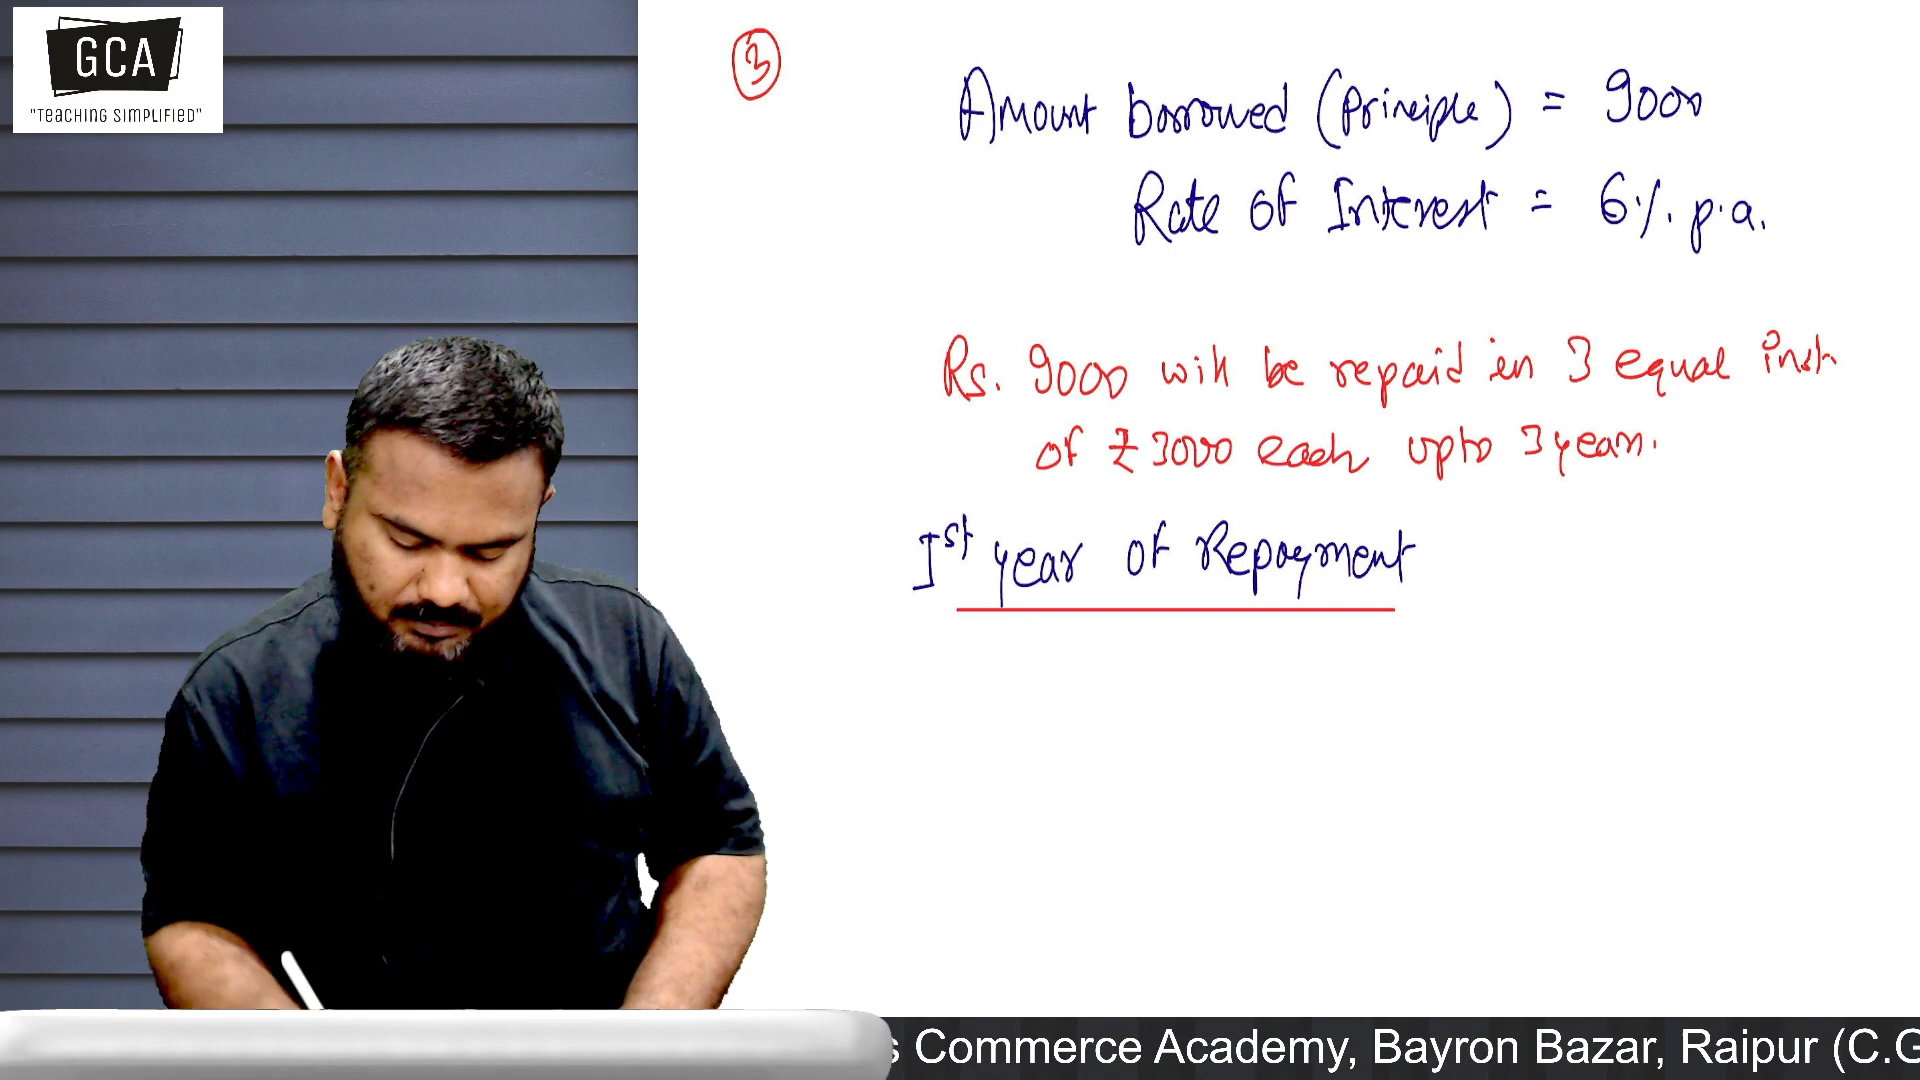 GCA
"Teaching SIMPLIFIED"
3
Amount borrowed (Principle) = 9000
Rate of Interest = 6%. p.a.
Rs. 9000 will be repaid in 3 equal inst.
of ₹ 3000 each upto 3 years.
Ist year of Repayment
s Commerce Academy, Bayron Bazar, Raipur (C.G